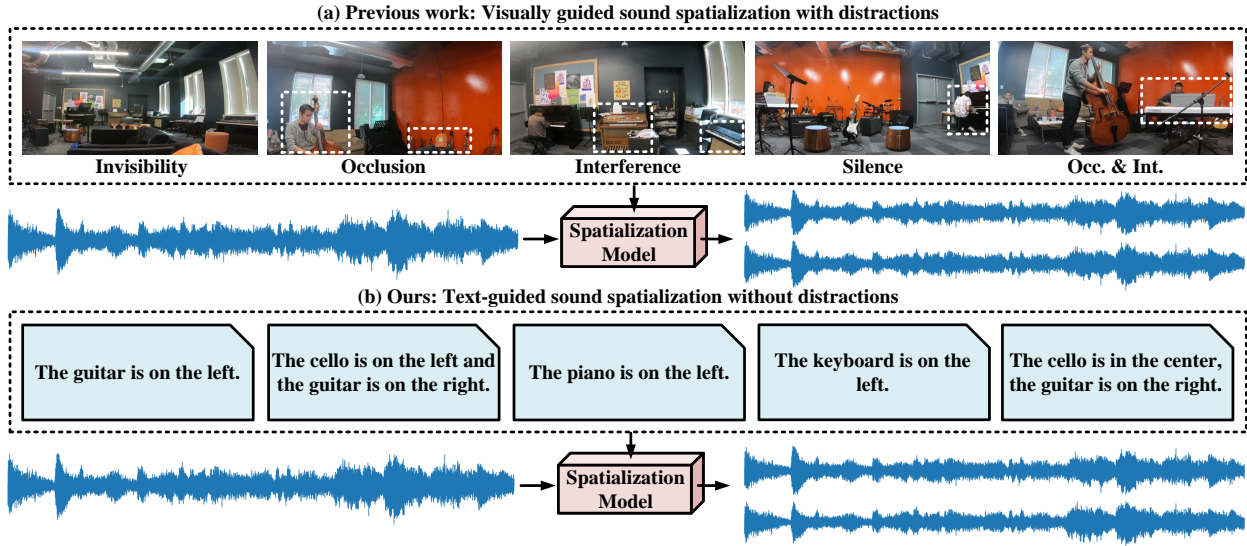 (a) Previous work: Visually guided sound spatialization with distractions
Invisibility
Occlusion
Interference
Silence
Occ. & Int.
Spatialization
Model
(b) Ours: Text-guided sound spatialization without distractions
The guitar is on the left.
The cello is on the left and
the guitar is on the right.
The piano is on the left.
The keyboard is on the
left.
The cello is in the center,
the guitar is on the right.
Spatialization
Model